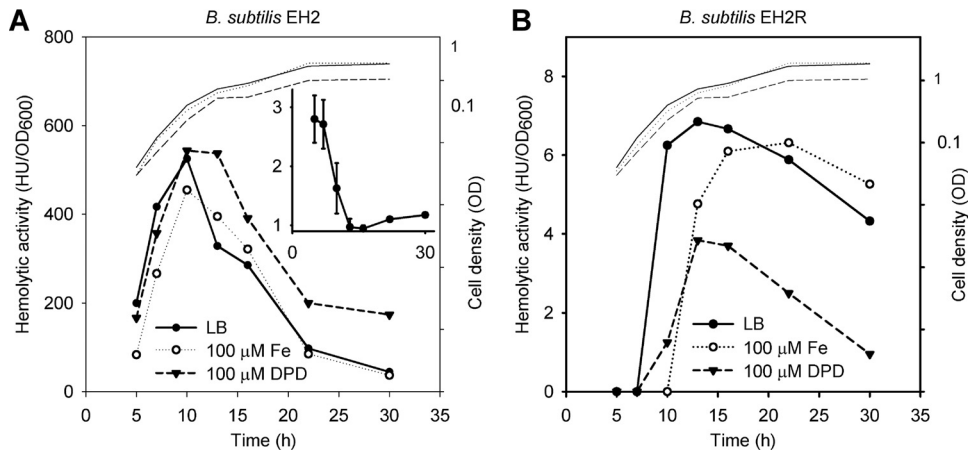 A
B. subtilis EH2
Hemolytic activity (HU/OD600)
800
600
400
200
0
1
0.1
Cell density (OD)
3
2
1
0
30
LB
100 μM Fe
100 μM DPD
0 5 10 15 20 25 30 35
Time (h)
B
B. subtilis EH2R
Hemolytic activity (HU/OD600)
8
6
4
2
0
1
0.1
0.01
Cell density (OD)
LB
100 μM Fe
100 μM DPD
0 5 10 15 20 25 30 35
Time (h)